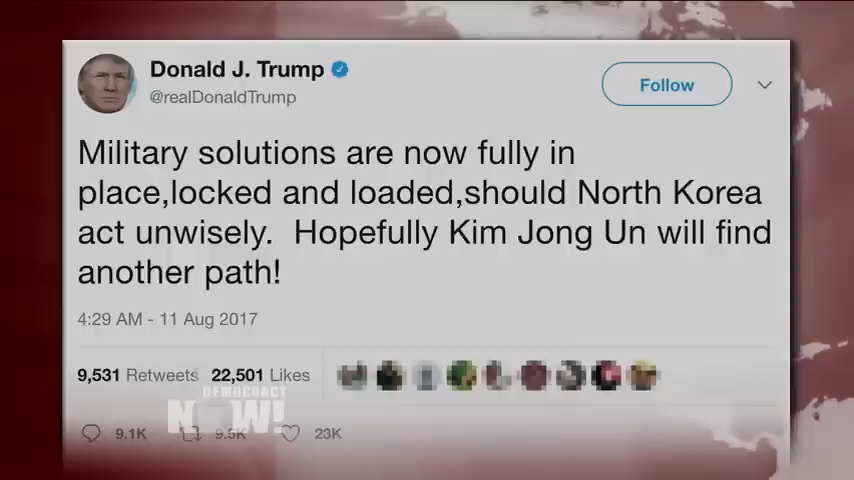 Donald J. Trump
@realDonaldTrump
Follow
Military solutions are now fully in
place,locked and loaded,should North Korea
act unwisely.  Hopefully Kim Jong Un will find
another path!
4:29 AM - 11 Aug 2017
9,531 Retweets 22,501 Likes
DEMOCRACY
NOW!
9.1K 9.5K 23K